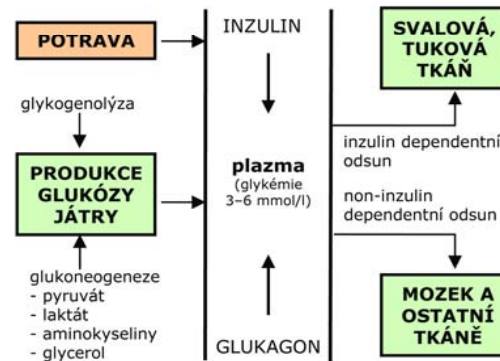 POTRAVA
glykogenolýza
PRODUKCE
GLUKÓZY
JÁTRY
glukoneogeneze
- pyruvát
- laktát
- aminokyseliny
- glycerol
INZULIN
plazma
(glykémie
3–6 mmol/l)
GLUKAGON
SVALOVÁ,
TUKOVÁ
TKÁŇ
inzulin dependentní
odsun
non-inzulin
dependentní odsun
MOZEK A
OSTATNÍ
TKÁNĚ